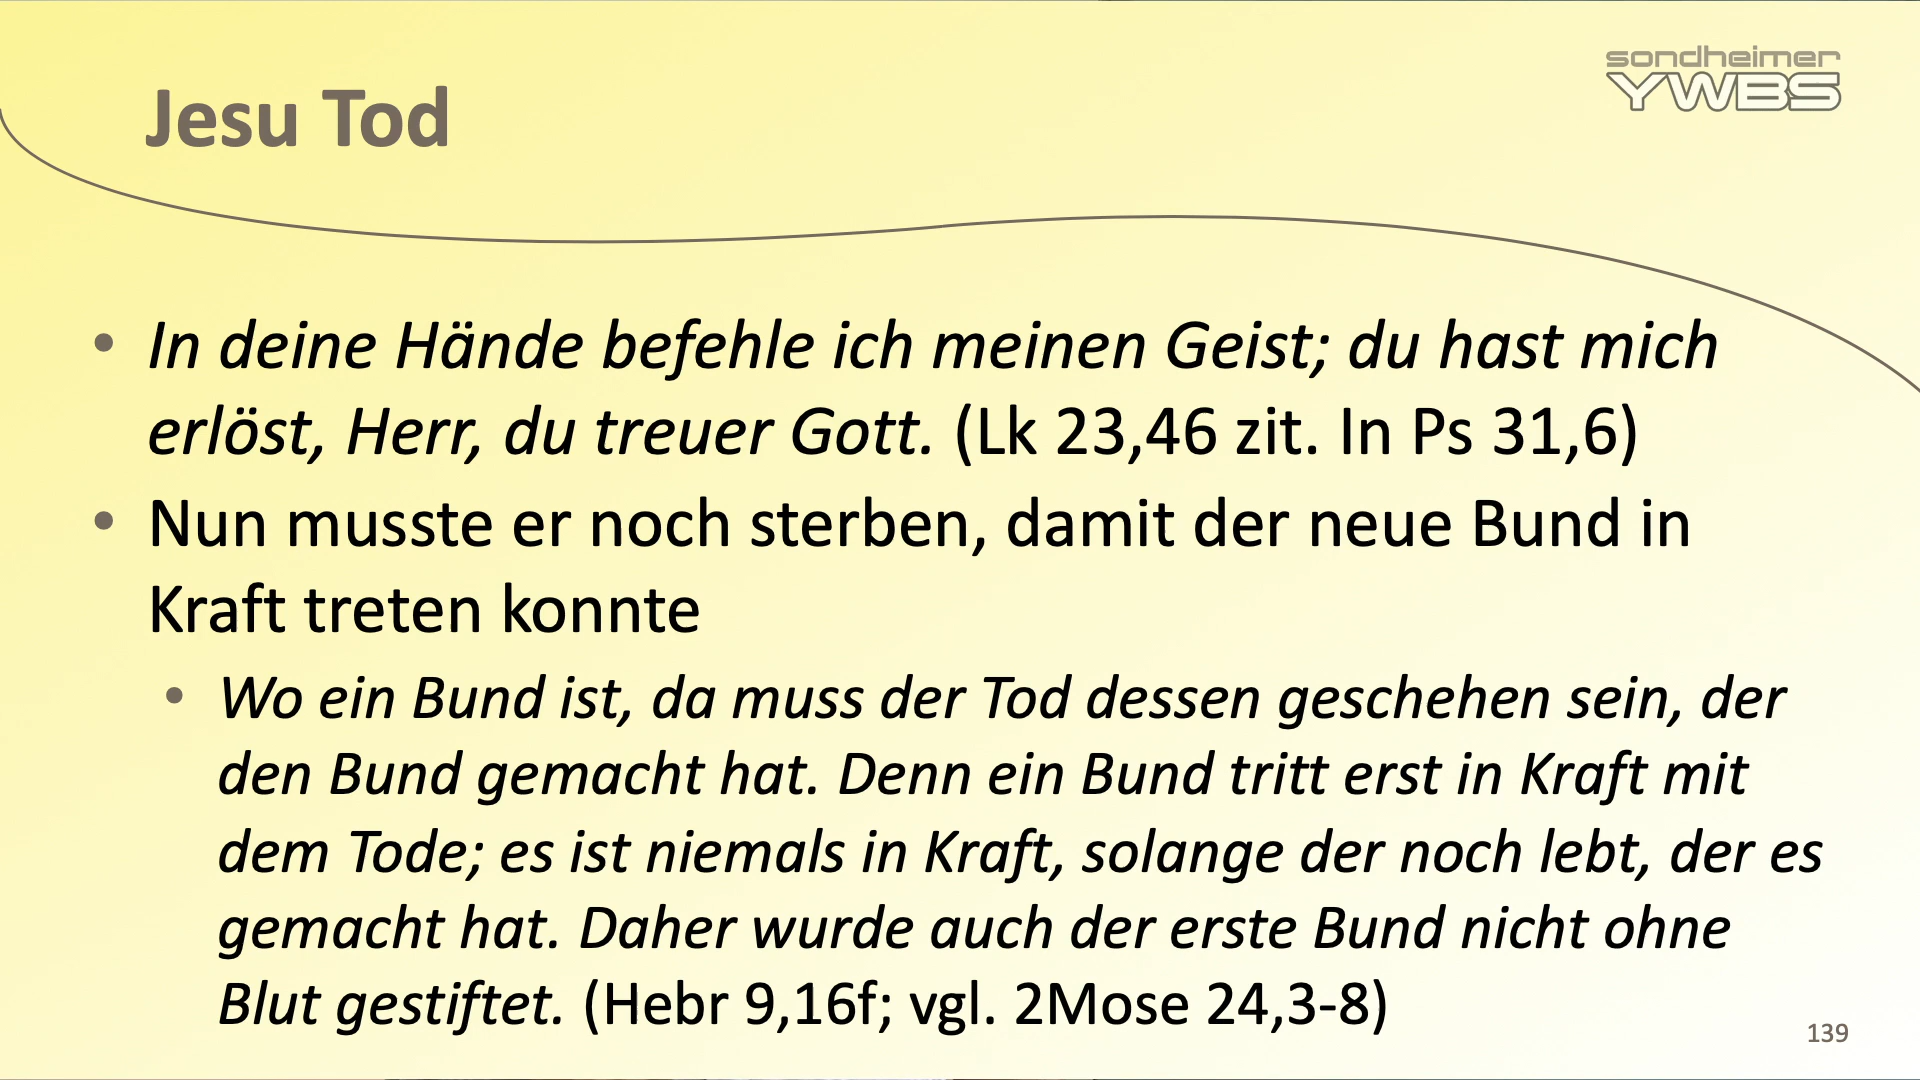 sondheimer
YWBS
Jesu Tod
• In deine Hände befehle ich meinen Geist; du hast mich
erlöst, Herr, du treuer Gott. (Lk 23,46 zit. In Ps 31,6)
• Nun musste er noch sterben, damit der neue Bund in
Kraft treten konnte
• Wo ein Bund ist, da muss der Tod dessen geschehen sein, der
den Bund gemacht hat. Denn ein Bund tritt erst in Kraft mit
dem Tode; es ist niemals in Kraft, solange der noch lebt, der es
gemacht hat. Daher wurde auch der erste Bund nicht ohne
Blut gestiftet. (Hebr 9,16f; vgl. 2Mose 24,3-8)
139